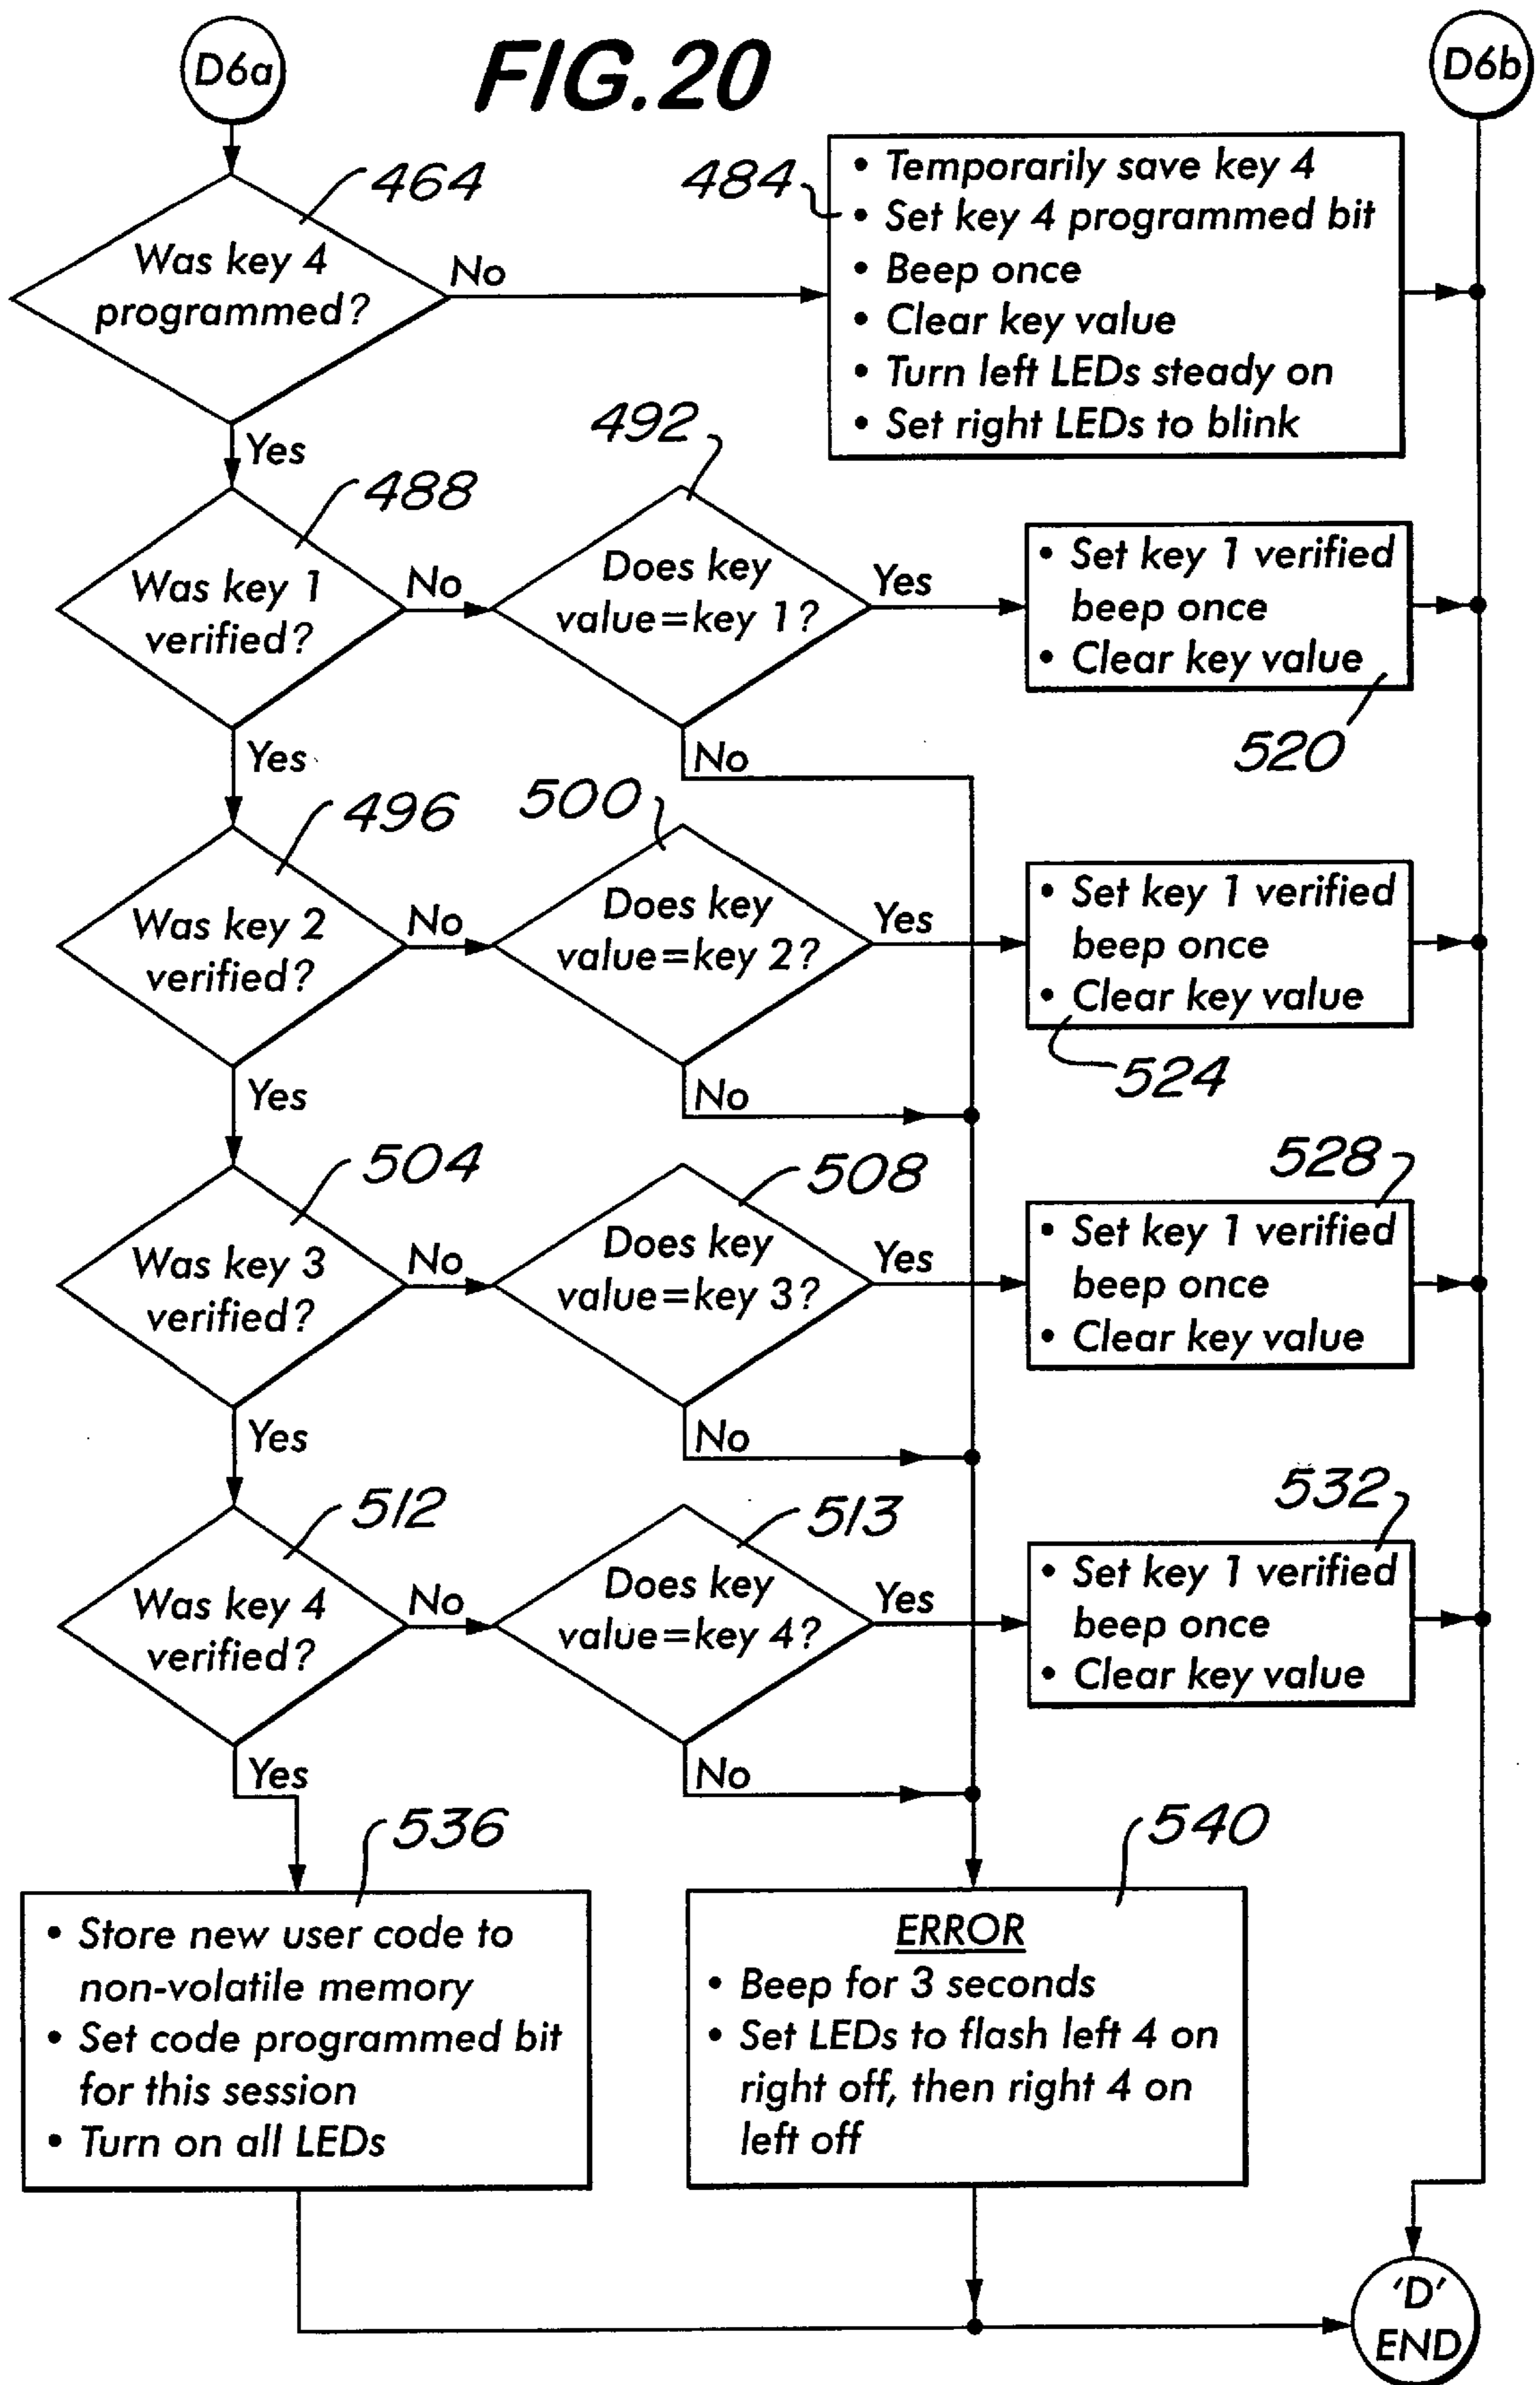 D6a
FIG.20
D6b
464
Was key 4
programmed?
No
484
• Temporarily save key 4
• Set key 4 programmed bit
• Beep once
• Clear key value
• Turn left LEDs steady on
• Set right LEDs to blink
Yes
488
Was key 1
verified?
No
492
Does key
value=key 1?
Yes
• Set key 1 verified
beep once
• Clear key value
520
Yes
No
496
Was key 2
verified?
No
500
Does key
value=key 2?
Yes
• Set key 1 verified
beep once
• Clear key value
524
Yes
No
504
Was key 3
verified?
No
508
Does key
value=key 3?
Yes
528
• Set key 1 verified
beep once
• Clear key value
Yes
No
512
Was key 4
verified?
No
513
Does key
value=key 4?
Yes
532
• Set key 1 verified
beep once
• Clear key value
Yes
No
536
• Store new user code to
non-volatile memory
• Set code programmed bit
for this session
• Turn on all LEDs
540
ERROR
• Beep for 3 seconds
• Set LEDs to flash left 4 on
right off, then right 4 on
left off
'D'
END